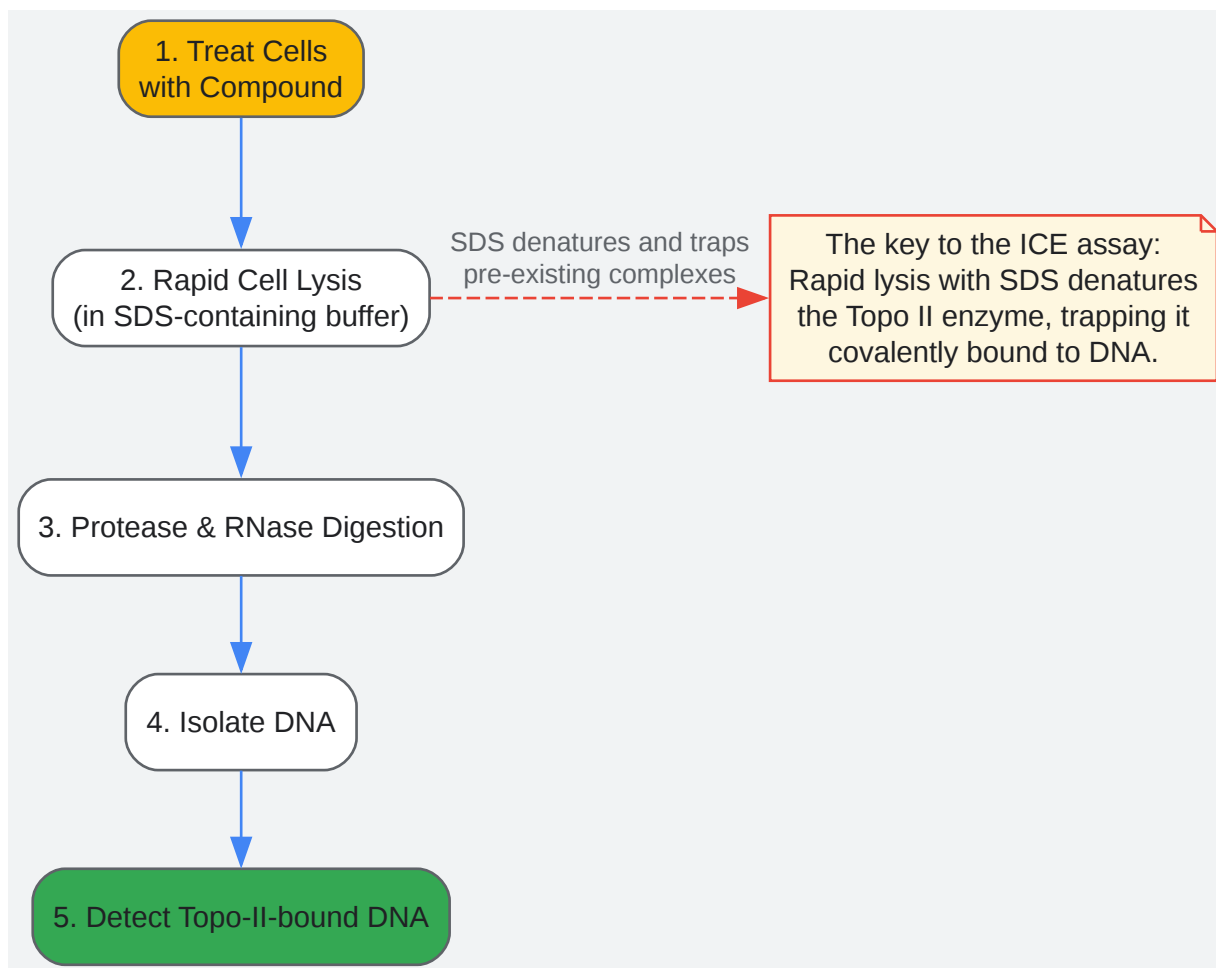 1. Treat Cells
with Compound
2. Rapid Cell Lysis
(in SDS-containing buffer)
SDS denatures and traps
pre-existing complexes
The key to the ICE assay:
Rapid lysis with SDS denatures
the Topo II enzyme, trapping it
covalently bound to DNA.
3. Protease & RNase Digestion
4. Isolate DNA
5. Detect Topo-II-bound DNA